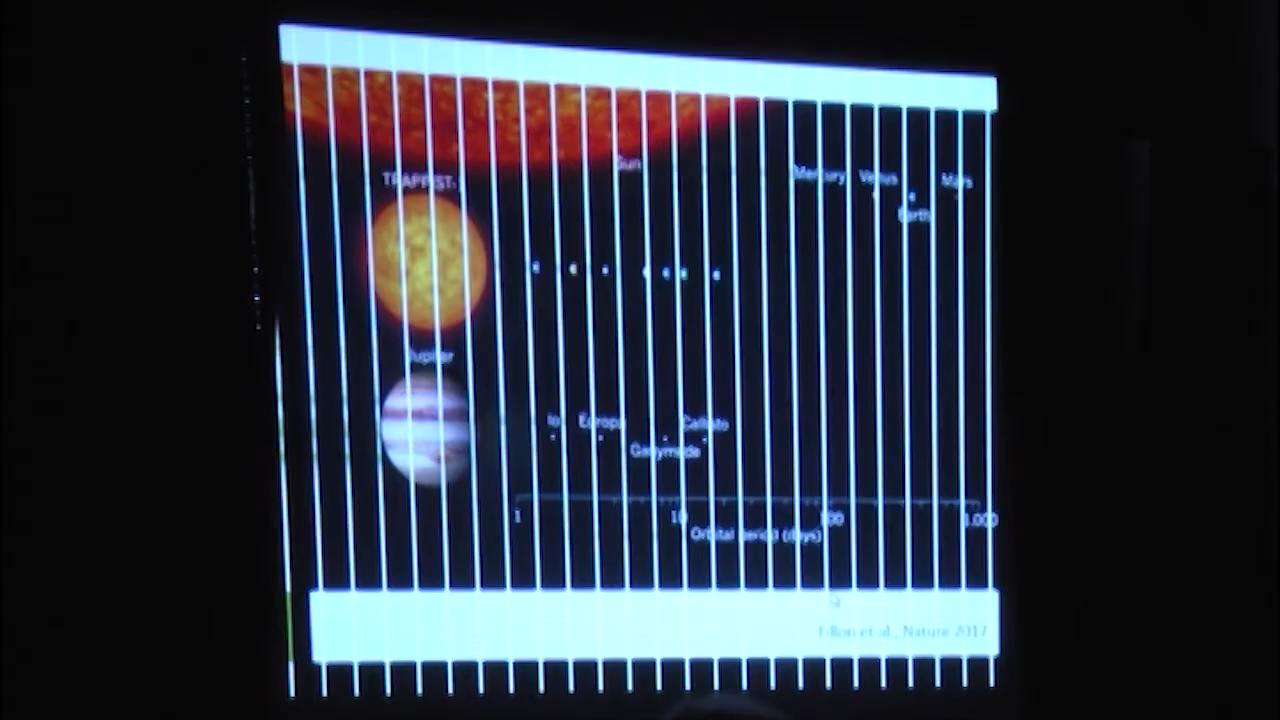 Sun
Mercury Venus Mars
TRAPPIST-
Earth
Jupiter
Io Europa Callisto
Ganymede
1 10 100 1.000
Orbital period (days)
Gillon et al., Nature 2017